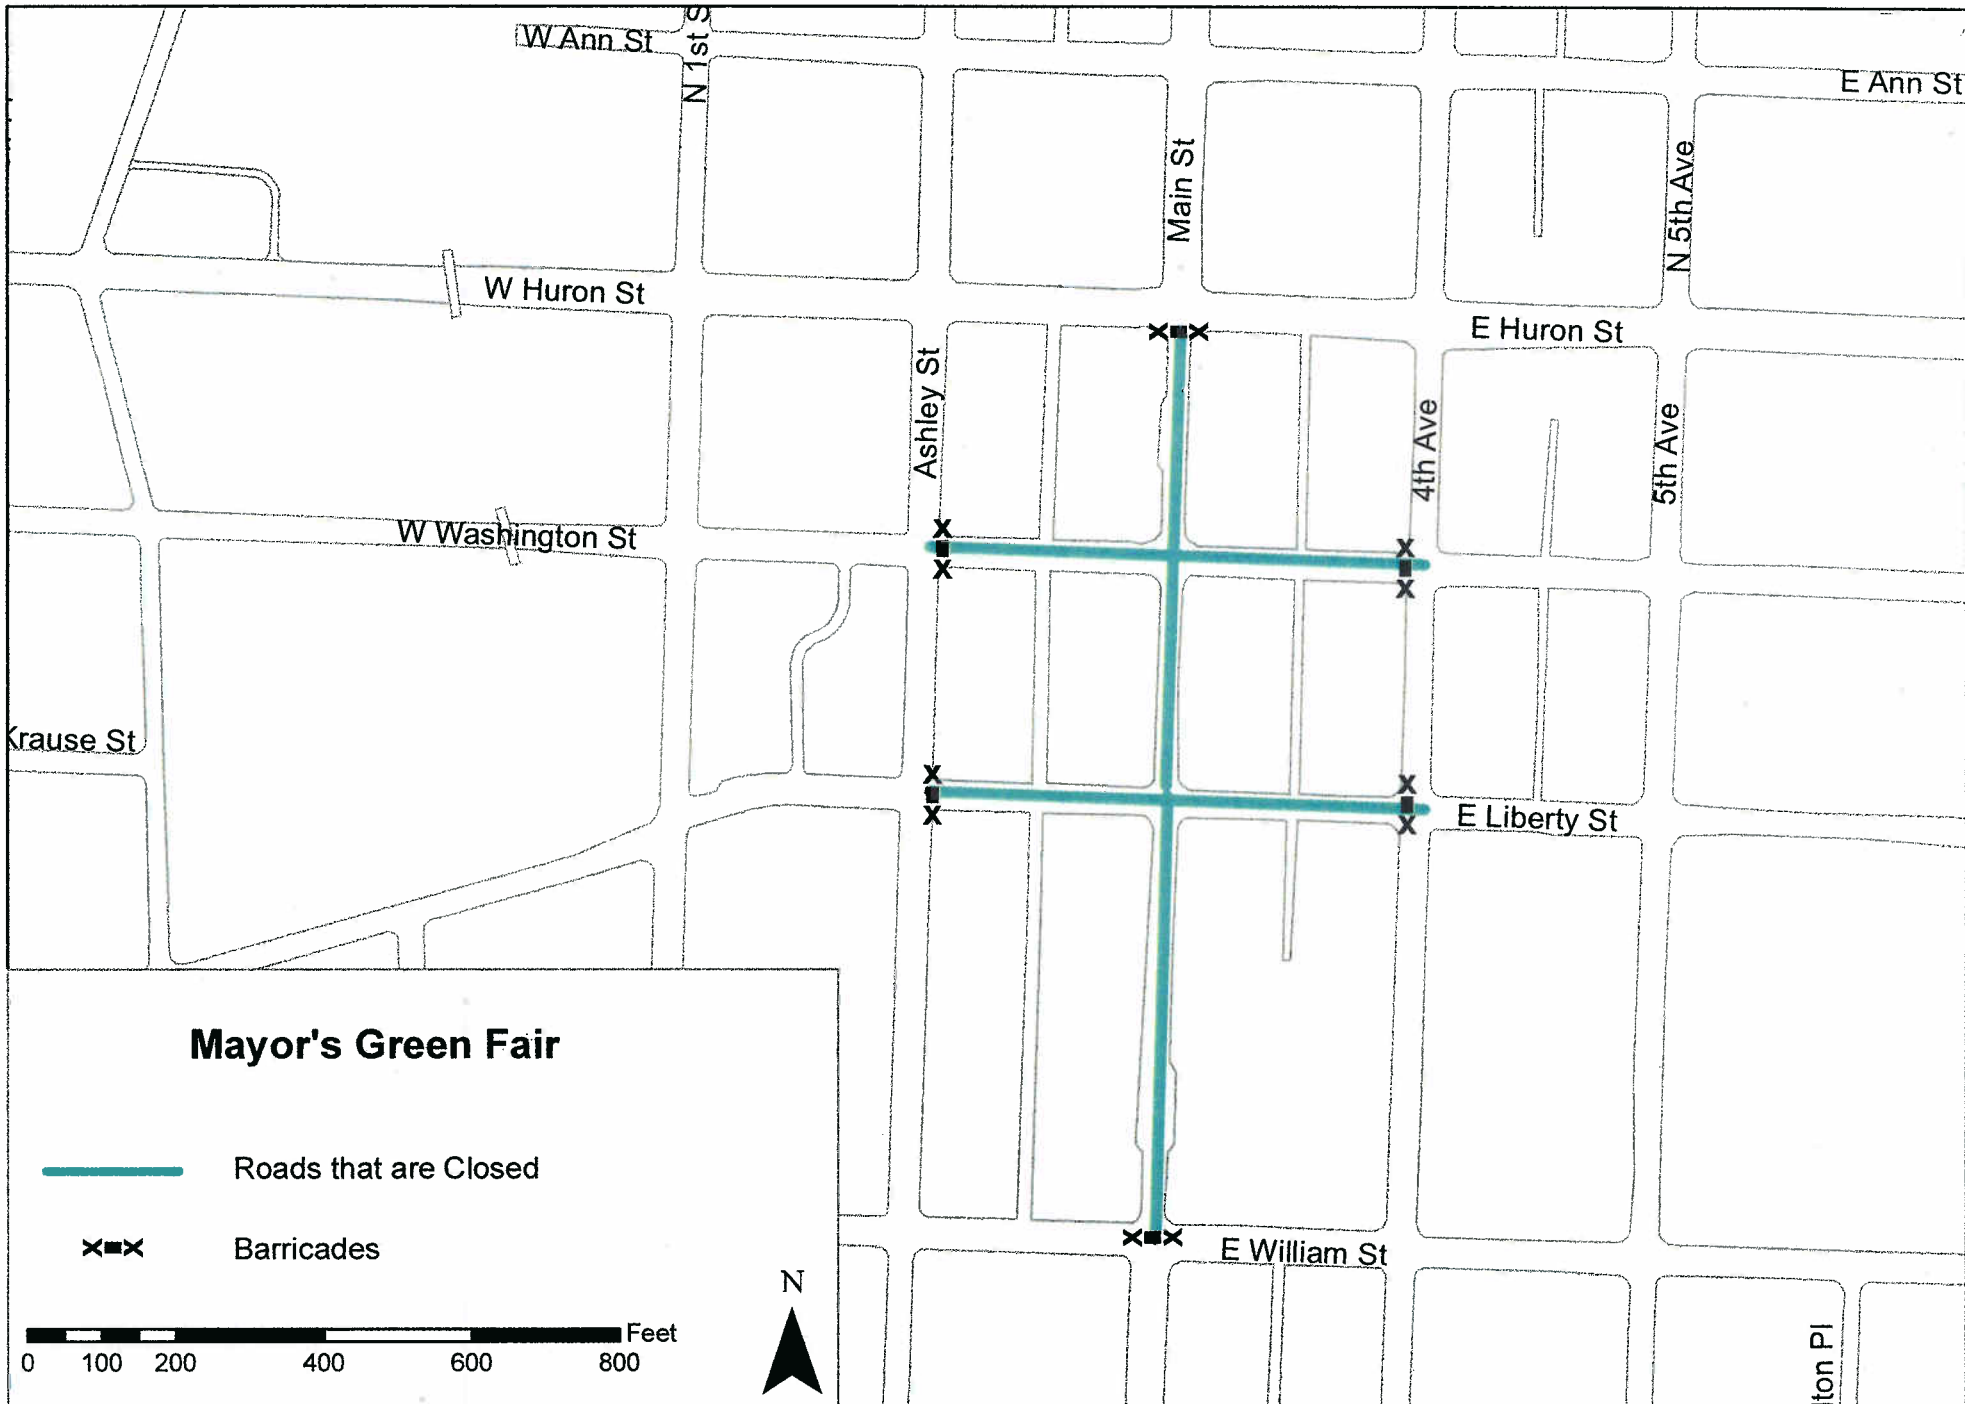 W Ann St
N 1st S
E Ann St
Main St
N 5th Ave
W Huron St
E Huron St
Ashley St
4th Ave
5th Ave
W Washington St
Krause St
E Liberty St
Mayor's Green Fair
Roads that are Closed
Barricades
E William St
N
Feet
0 100 200 400 600 800
lton Pl